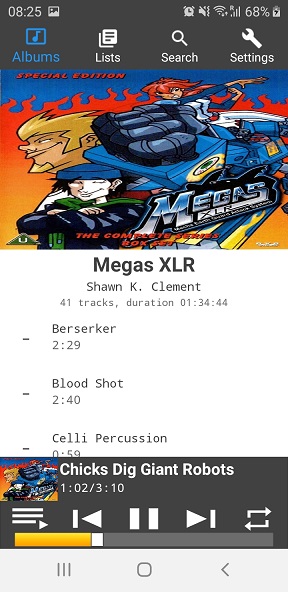 08:25 68%
Albums Lists Search Settings
SPECIAL EDITION
MEGAS
XLR
THE COMPLETE SERIES
BOX SET
Megas XLR
Shawn K. Clement
41 tracks, duration 01:34:44
Berserker
2:29
Blood Shot
2:40
Celli Percussion
0:59
Chicks Dig Giant Robots
1:02/3:10